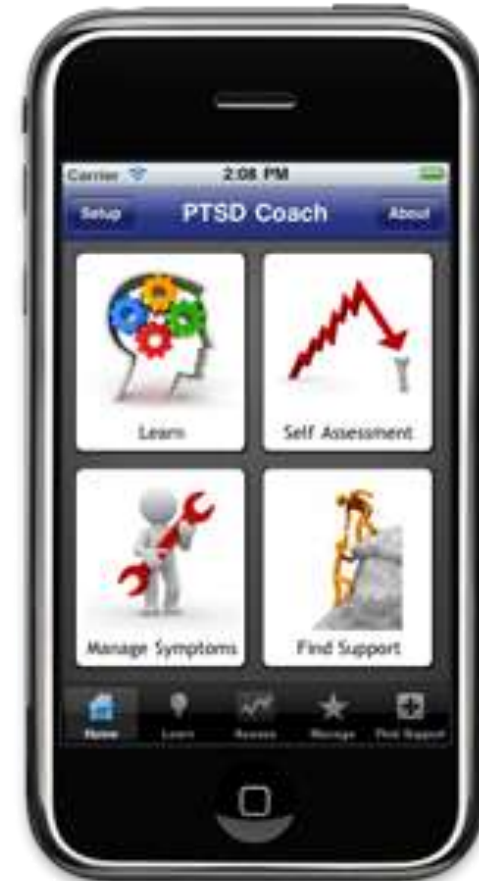 Carrier 2:08 PM
Setup PTSD Coach About
Learn Self Assessment
Manage Symptoms Find Support
Home Learn Assess Manage Find Support